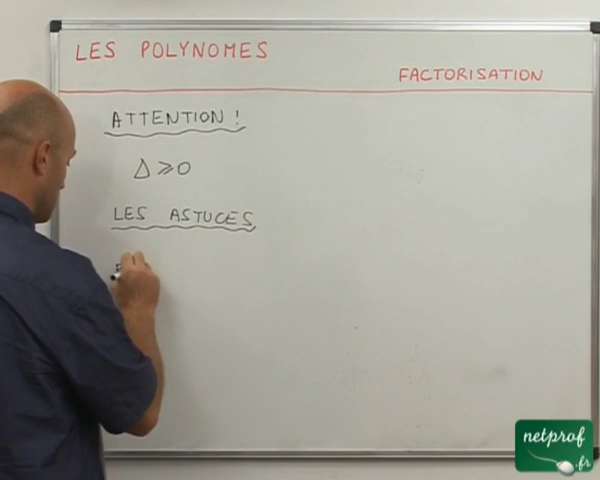 LES POLYNOMES
FACTORISATION
ATTENTION !
Δ ⩾ 0
LES ASTUCES
netprof
.fr